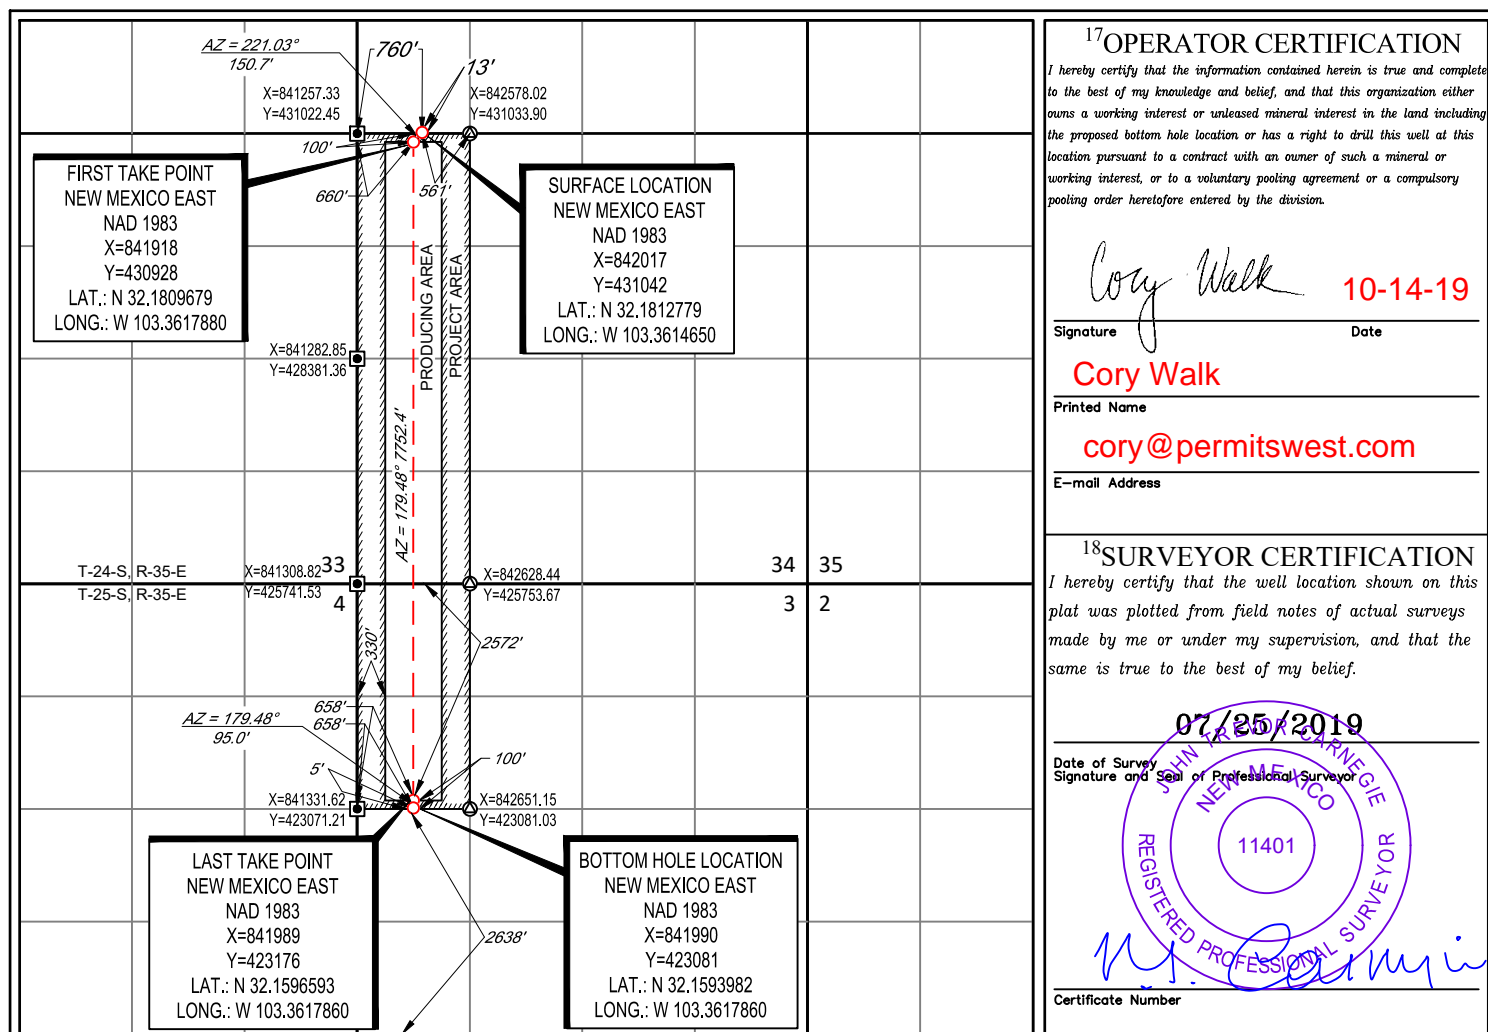 AZ = 221.03°
150.7'
760'
13'
X=841257.33
Y=431022.45
X=842578.02
Y=431033.90
100'
660'
561'
FIRST TAKE POINT
NEW MEXICO EAST
NAD 1983
X=841918
Y=430928
LAT.: N 32.1809679
LONG.: W 103.3617880
SURFACE LOCATION
NEW MEXICO EAST
NAD 1983
X=842017
Y=431042
LAT.: N 32.1812779
LONG.: W 103.3614650
PRODUCING AREA
PROJECT AREA
X=841282.85
Y=428381.36
AZ = 179.48° 7752.4'
T-24-S, R-35-E
T-25-S, R-35-E
X=841308.82
Y=425741.53
33
4
X=842628.44
Y=425753.67
34 35
3 2
330'
2572'
658'
658'
AZ = 179.48°
95.0'
5'
100'
X=841331.62
Y=423071.21
X=842651.15
Y=423081.03
LAST TAKE POINT
NEW MEXICO EAST
NAD 1983
X=841989
Y=423176
LAT.: N 32.1596593
LONG.: W 103.3617860
BOTTOM HOLE LOCATION
NEW MEXICO EAST
NAD 1983
X=841990
Y=423081
LAT.: N 32.1593982
LONG.: W 103.3617860
2638'
17 OPERATOR CERTIFICATION
I hereby certify that the information contained herein is true and complete
to the best of my knowledge and belief, and that this organization either
owns a working interest or unleased mineral interest in the land including
the proposed bottom hole location or has a right to drill this well at this
location pursuant to a contract with an owner of such a mineral or
working interest, or to a voluntary pooling agreement or a compulsory
pooling order heretofore entered by the division.
Cory Walk
10-14-19
Signature Date
Cory Walk
Printed Name
cory@permitswest.com
E-mail Address
18 SURVEYOR CERTIFICATION
I hereby certify that the well location shown on this
plat was plotted from field notes of actual surveys
made by me or under my supervision, and that the
same is true to the best of my belief.
07/25/2019
Date of Survey
Signature and Seal of Professional Surveyor
JOHN TREVOR CARNEGIE
NEW MEXICO
11401
REGISTERED PROFESSIONAL SURVEYOR
Certificate Number